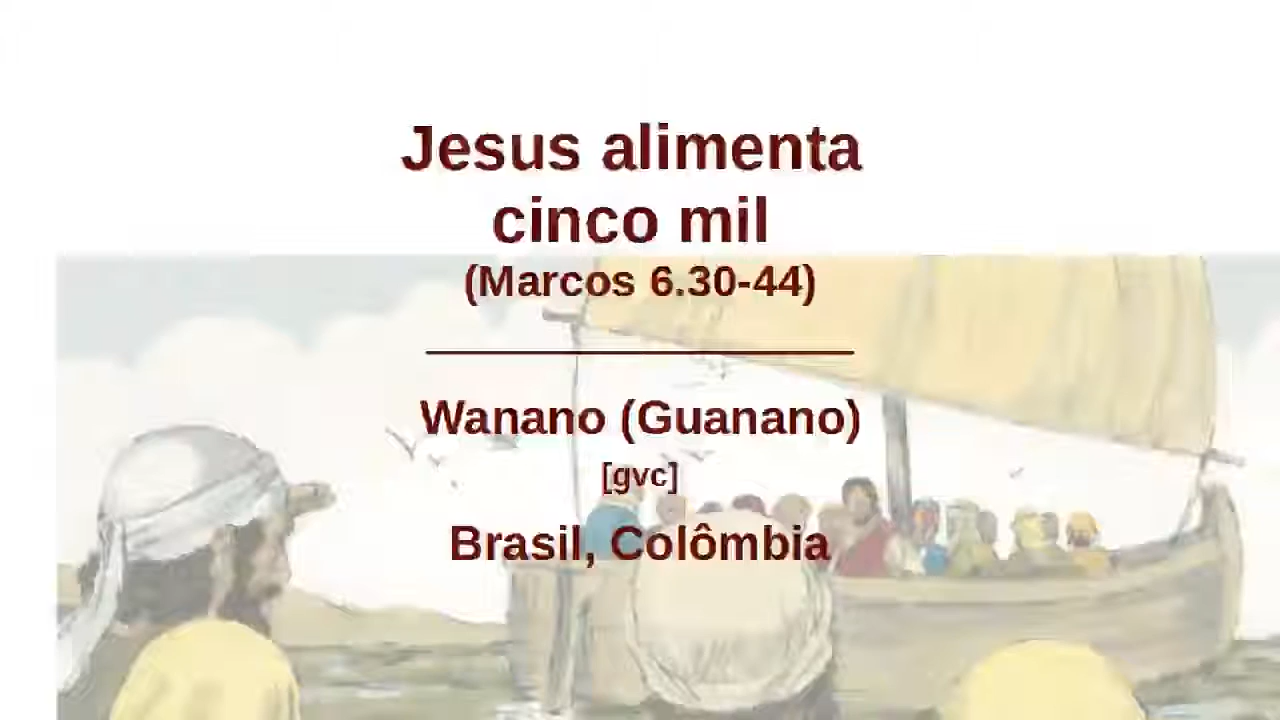 Jesus alimenta
cinco mil
(Marcos 6.30-44)
Wanano (Guanano)
[gvc]
Brasil, Colômbia